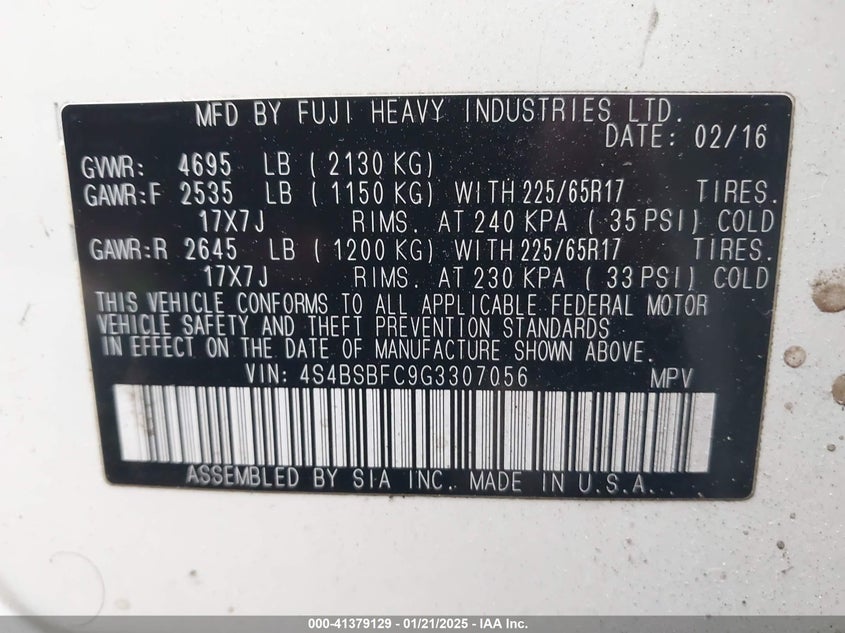 MFD BY FUJI HEAVY INDUSTRIES LTD.
DATE: 02/16
GVWR: 4695 LB ( 2130 KG)
GAWR:F 2535 LB ( 1150 KG) WITH 225/65R17 TIRES.
17X7J RIMS. AT 240 KPA ( 35 PSI) COLD
GAWR:R 2645 LB ( 1200 KG) WITH 225/65R17 TIRES.
17X7J RIMS. AT 230 KPA ( 33 PSI) COLD
THIS VEHICLE CONFORMS TO ALL APPLICABLE FEDERAL MOTOR
VEHICLE SAFETY AND THEFT PREVENTION STANDARDS
IN EFFECT ON THE DATE OF MANUFACTURE SHOWN ABOVE.
VIN: 4S4BSBFC9G3307056 MPV
ASSEMBLED BY SIA INC. MADE IN U.S.A.
000-41379129 - 01/21/2025 - IAA Inc.